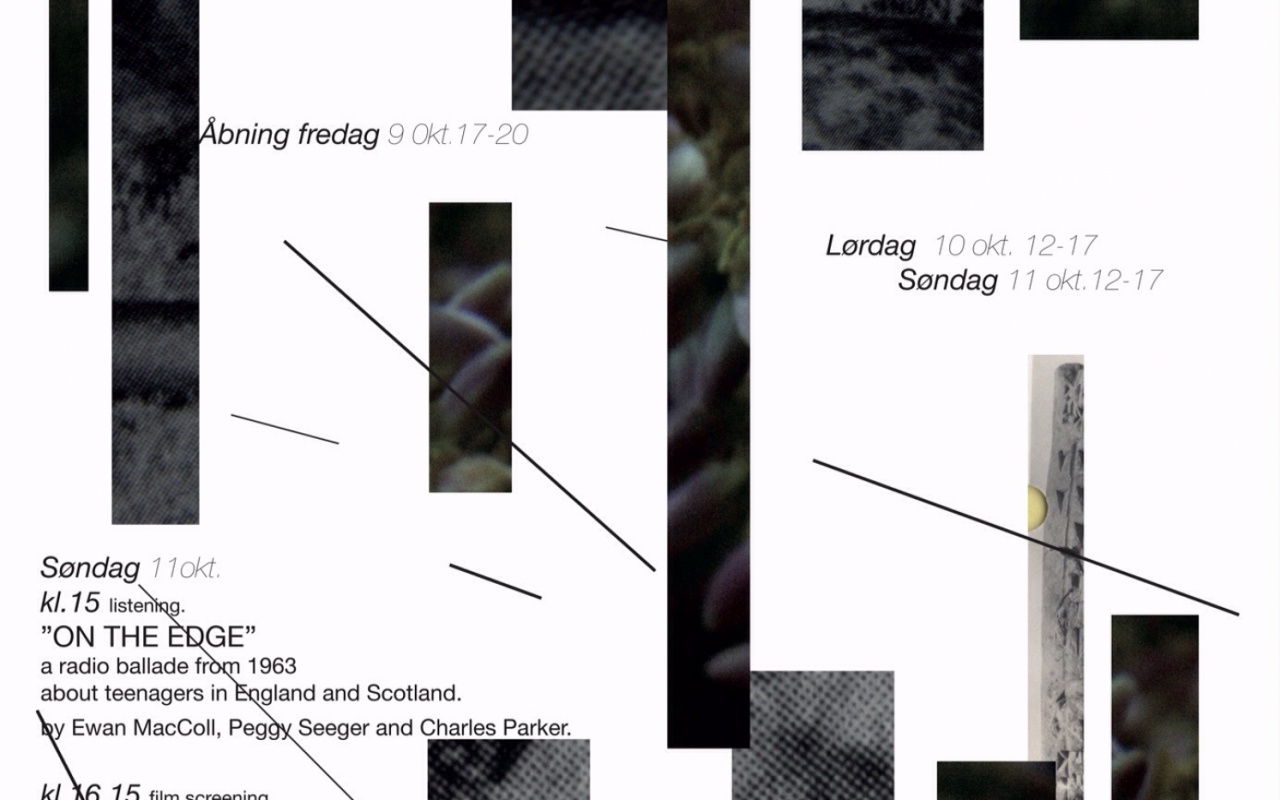 Åbning fredag 9 Okt.17-20
Lørdag 10 okt. 12-17
Søndag 11 okt.12-17
Søndag 11okt.
kl.15 listening.
”ON THE EDGE”
a radio ballade from 1963
about teenagers in England and Scotland.
by Ewan MacColl, Peggy Seeger and Charles Parker.
kl.16.15 film screening